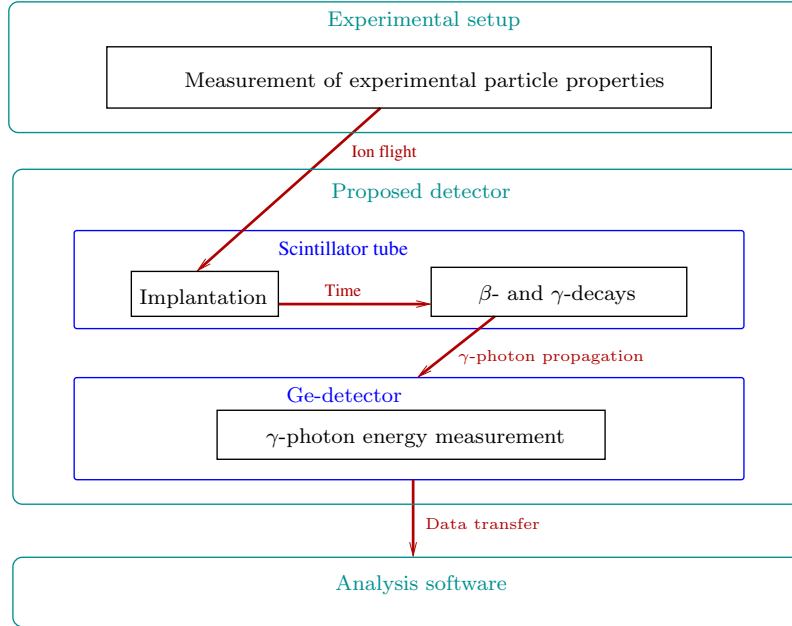 Experimental setup
Measurement of experimental particle properties
Ion flight
Proposed detector
Scintillator tube
Implantation
Time
β- and γ-decays
γ-photon propagation
Ge-detector
γ-photon energy measurement
Data transfer
Analysis software